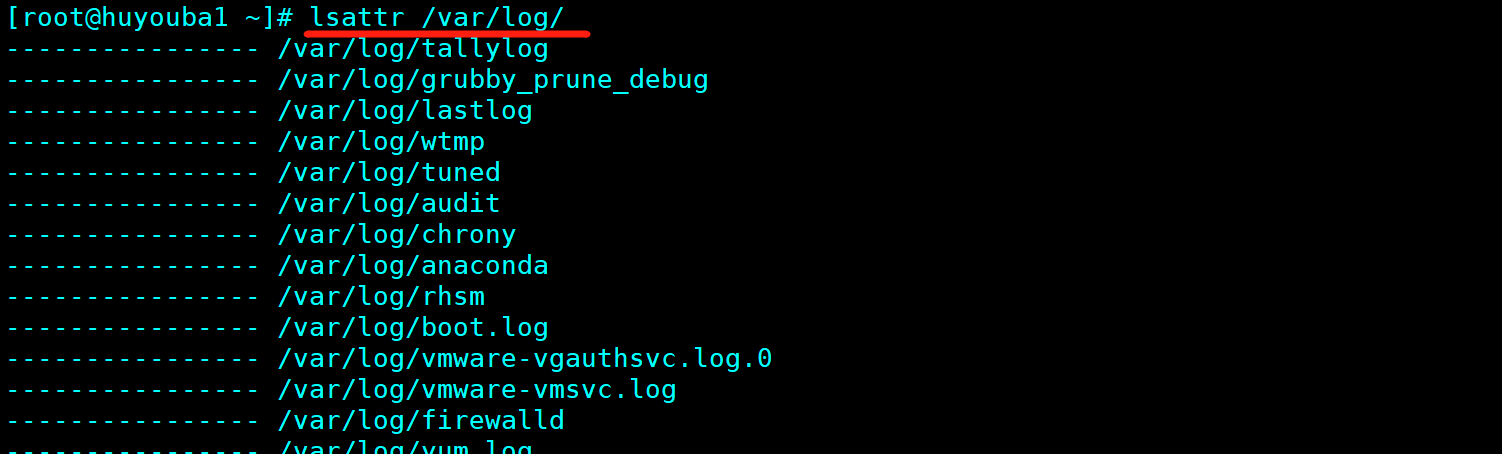 [root@huyouba1 ~]# lsattr /var/log/
---------------- /var/log/tallylog
---------------- /var/log/grubby_prune_debug
---------------- /var/log/lastlog
---------------- /var/log/wtmp
---------------- /var/log/tuned
---------------- /var/log/audit
---------------- /var/log/chrony
---------------- /var/log/anaconda
---------------- /var/log/rhsm
---------------- /var/log/boot.log
---------------- /var/log/vmware-vgauthsvc.log.0
---------------- /var/log/vmware-vmsvc.log
---------------- /var/log/firewalld
---------------- /var/log/yum.log